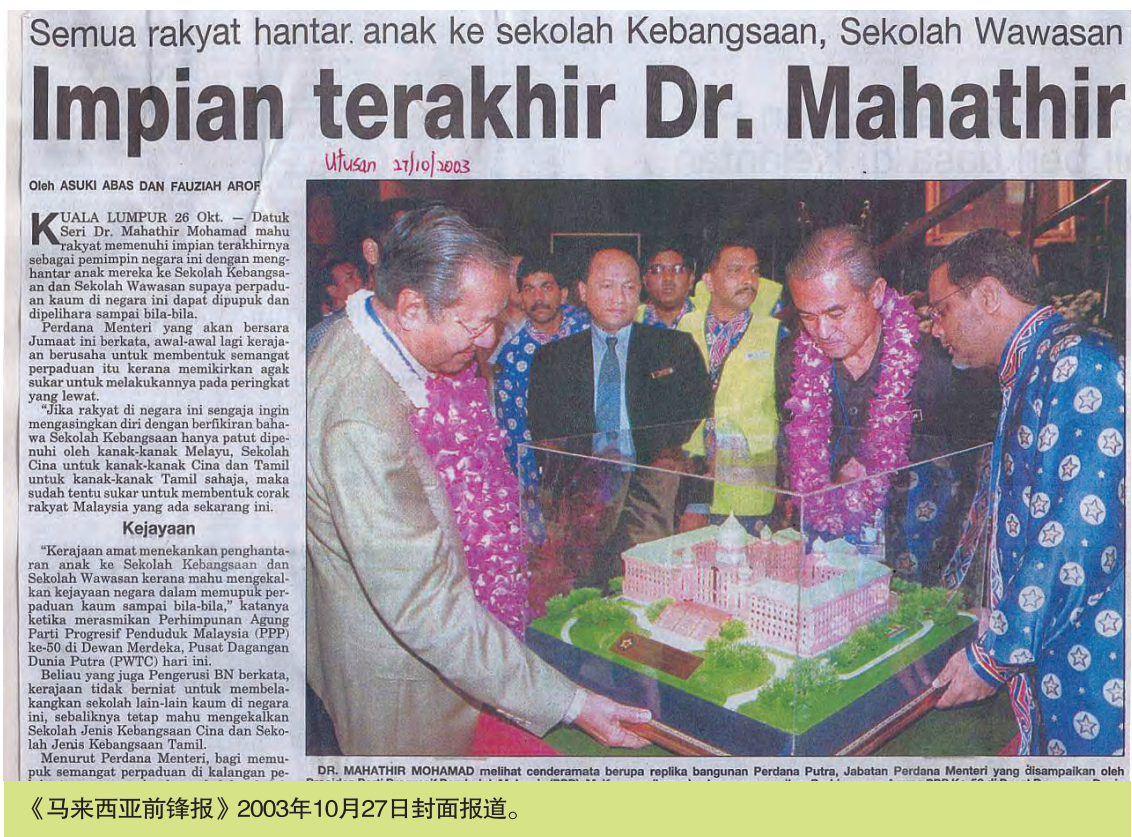 Semua rakyat hantar anak ke sekolah Kebangsaan, Sekolah Wawasan
Impian terakhir Dr. Mahathir
Utusan 27/10/2003
Oleh ASUKI ABAS DAN FAUZIAH AROF
KUALA LUMPUR 26 Okt. — Datuk
Seri Dr. Mahathir Mohamad mahu
rakyat memenuhi impian terakhirnya
sebagai pemimpin negara ini dengan meng-
hantar anak mereka ke Sekolah Kebangsa-
an dan Sekolah Wawasan supaya perpadu-
an kaum di negara ini dapat dipupuk dan
dipelihara sampai bila-bila.
Perdana Menteri yang akan bersara
Jumaat ini berkata, awal-awal lagi keraja-
an berusaha untuk membentuk semangat
perpaduan itu kerana memikirkan agak
sukar untuk melakukannya pada peringkat
yang lewat.
“Jika rakyat di negara ini sengaja ingin
mengasingkan diri dengan berfikiran baha-
wa Sekolah Kebangsaan hanya patut dipe-
nuhi oleh kanak-kanak Melayu, Sekolah
Cina untuk kanak-kanak Cina dan Tamil
untuk kanak-kanak Tamil sahaja, maka
sudah tentu sukar untuk membentuk corak
rakyat Malaysia yang ada sekarang ini.
Kejayaan
“Kerajaan amat menekankan penghanta-
ran anak ke Sekolah Kebangsaan dan
Sekolah Wawasan kerana mahu mengekal-
kan kejayaan negara dalam memupuk per-
paduan kaum sampai bila-bila,” katanya
ketika merasmikan Perhimpunan Agung
Parti Progresif Penduduk Malaysia (PPP)
ke-50 di Dewan Merdeka, Pusat Dagangan
Dunia Putra (PWTC) hari ini.
Beliau yang juga Pengerusi BN berkata,
kerajaan tidak berniat untuk membela-
kangkan sekolah lain-lain kaum di negara
ini, sebaliknya tetap mahu mengekalkan
Sekolah Jenis Kebangsaan Cina dan Seko-
lah Jenis Kebangsaan Tamil.
Menurut Perdana Menteri, bagi memu-
puk semangat perpaduan di kalangan pe-
DR. MAHATHIR MOHAMAD melihat cenderamata berupa replika bangunan Perdana Putra, Jabatan Perdana Menteri yang disampaikan oleh
《马来西亚前锋报》2003年10月27日封面报道。